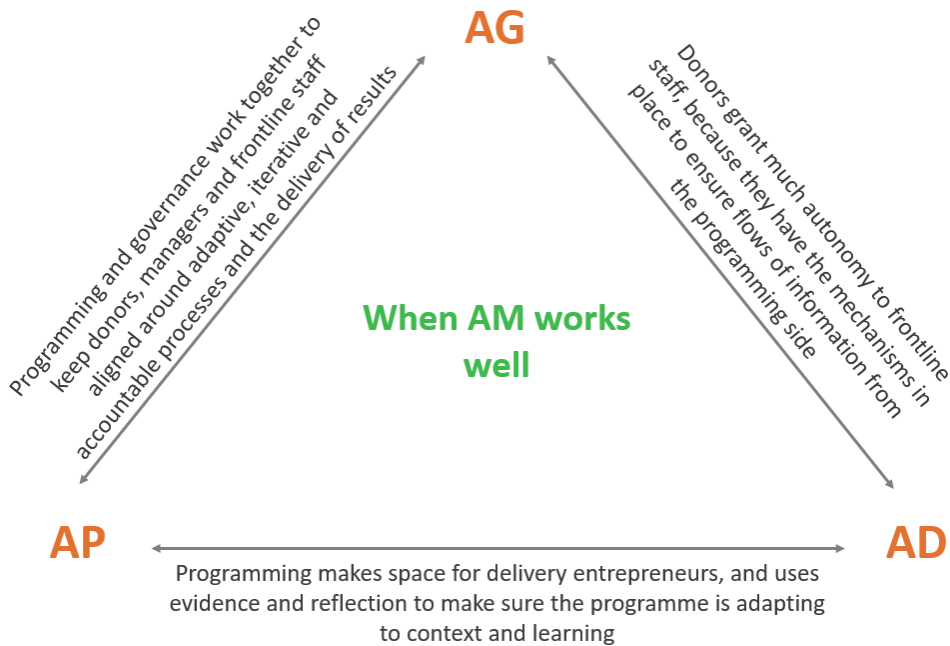 AG
Programming and governance work together to
keep donors, managers and frontline staff
aligned around adaptive, iterative and
accountable processes and the delivery of results
Donors grant much autonomy to frontline
staff, because they have the mechanisms in
place to ensure flows of information from
the programming side
When AM works
well
AP
AD
Programming makes space for delivery entrepreneurs, and uses
evidence and reflection to make sure the programme is adapting
to context and learning